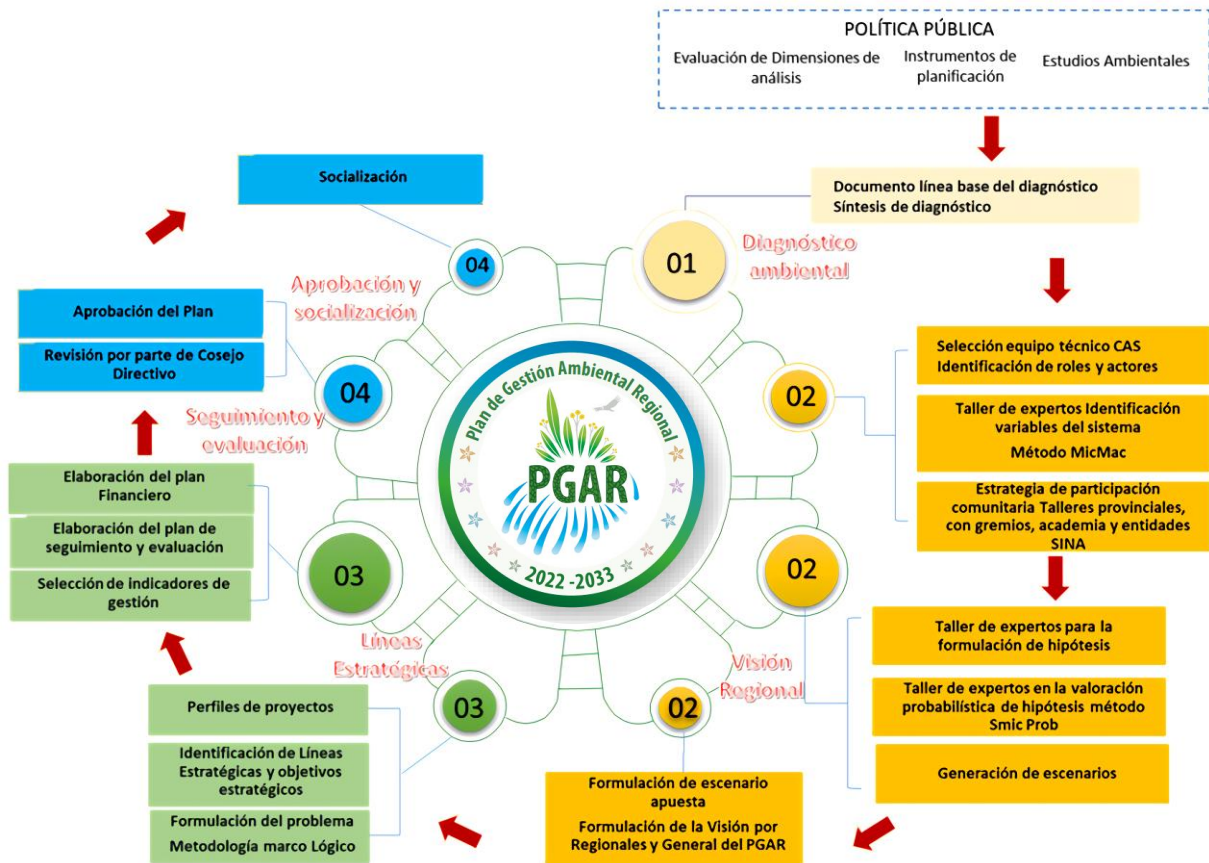 POLÍTICA PÚBLICA
Evaluación de Dimensiones de
análisis
Instrumentos de
planificación
Estudios Ambientales
Documento línea base del diagnóstico
Síntesis de diagnóstico
01
Diagnóstico
ambiental
Selección equipo técnico CAS
Identificación de roles y actores
Taller de expertos Identificación
variables del sistema
Método MicMac
Estrategia de participación
comunitaria Talleres provinciales,
con gremios, academia y entidades
SINA
02
Taller de expertos para la
formulación de hipótesis
Taller de expertos en la valoración
probabilística de hipótesis método
Smic Prob
Generación de escenarios
02
Visión
Regional
02
Formulación de escenario
apuesta
Formulación de la Visión por
Regionales y General del PGAR
Perfiles de proyectos
Identificación de Líneas
Estratégicas y objetivos
estratégicos
Formulación del problema
Metodología marco Lógico
03
Líneas
Estratégicas
Elaboración del plan
Financiero
Elaboración del plan de
seguimiento y evaluación
Selección de indicadores de
gestión
03
Seguimiento y
evaluación
Aprobación del Plan
Revisión por parte de Cosejo
Directivo
04
Aprobación y
socialización
Socialización
04
Plan de Gestión Ambiental Regional
PGAR
2022 -2033